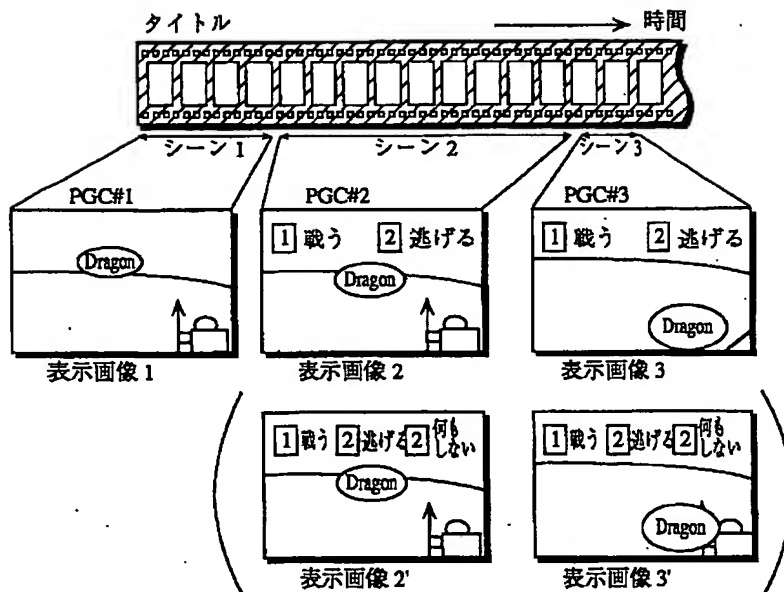 タイトル
時間
シーン 1
シーン 2
シーン 3
PGC#1
PGC#2
PGC#3
Dragon
1 戦う 2 逃げる
Dragon
1 戦う 2 逃げる
Dragon
表示画像 1
表示画像 2
表示画像 3
1 戦う 2 逃げる 2 何もしない
Dragon
1 戦う 2 逃げる 2 何もしない
Dragon
表示画像 2'
表示画像 3'